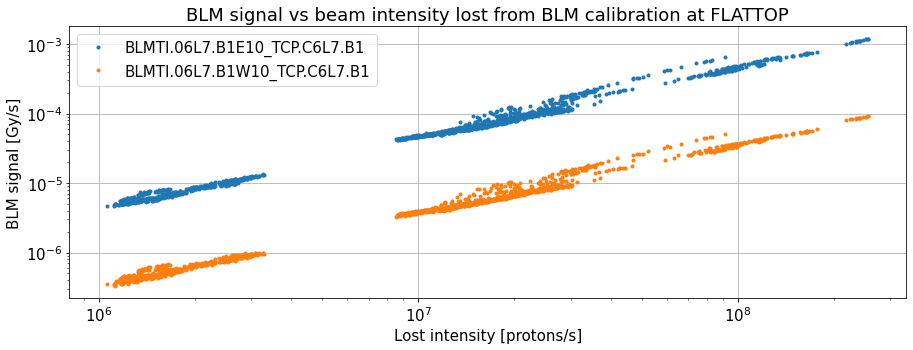 BLM signal vs beam intensity lost from BLM calibration at FLATTOP
BLMTI.06L7.B1E10_TCP.C6L7.B1
BLMTI.06L7.B1W10_TCP.C6L7.B1
BLM signal [Gy/s]
10⁻³
10⁻⁴
10⁻⁵
10⁻⁶
10⁶
10⁷
10⁸
Lost intensity [protons/s]